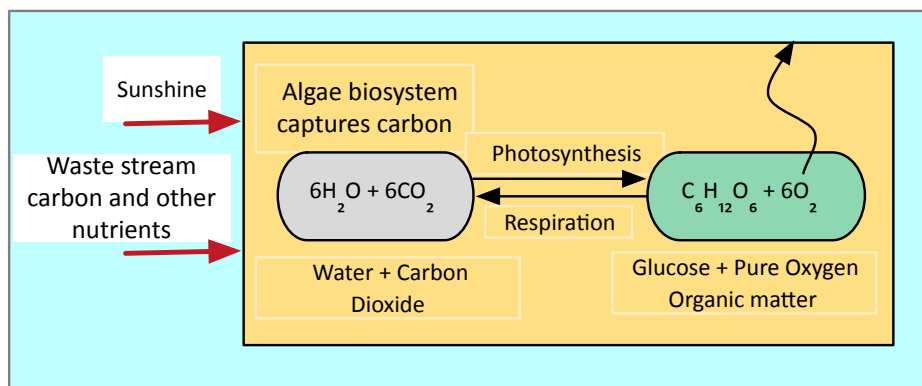 Sunshine
Waste stream
carbon and other
nutrients
Algae biosystem
captures carbon
Photosynthesis
6H₂O + 6CO₂
C₆H₁₂O₆ + 6O₂
Respiration
Water + Carbon
Dioxide
Glucose + Pure Oxygen
Organic matter